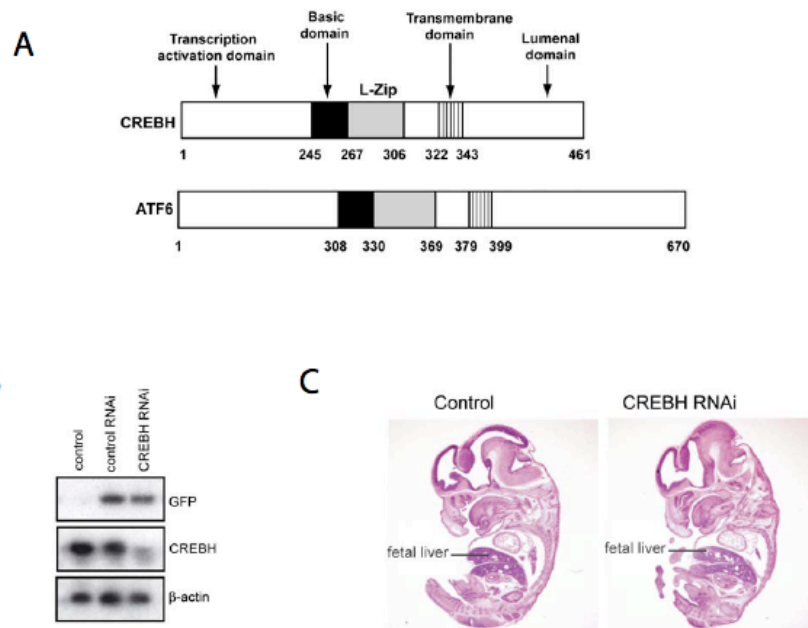 A
Transcription
activation domain
Basic
domain
Transmembrane
domain
Lumenal
domain
L-Zip
CREBH
1 245 267 306 322 343 461
ATF6
1 308 330 369 379 399 670
control
control RNAi
CREBH RNAi
GFP
CREBH
β-actin
C
Control CREBH RNAi
fetal liver fetal liver